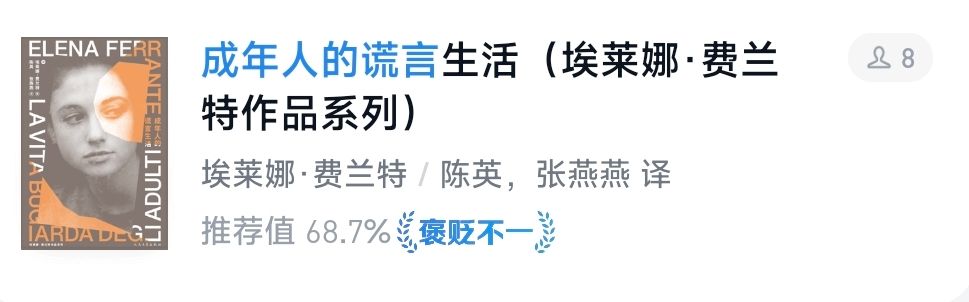 ELENA FERRANTE
LA VITA BUGIARDA DEGLI ADULTI
成年人的
谎言生活
成年人的谎言生活（埃莱娜·费兰
特作品系列）
8
埃莱娜·费兰特 / 陈英，张燕燕 译
推荐值 68.7% 褒贬不一